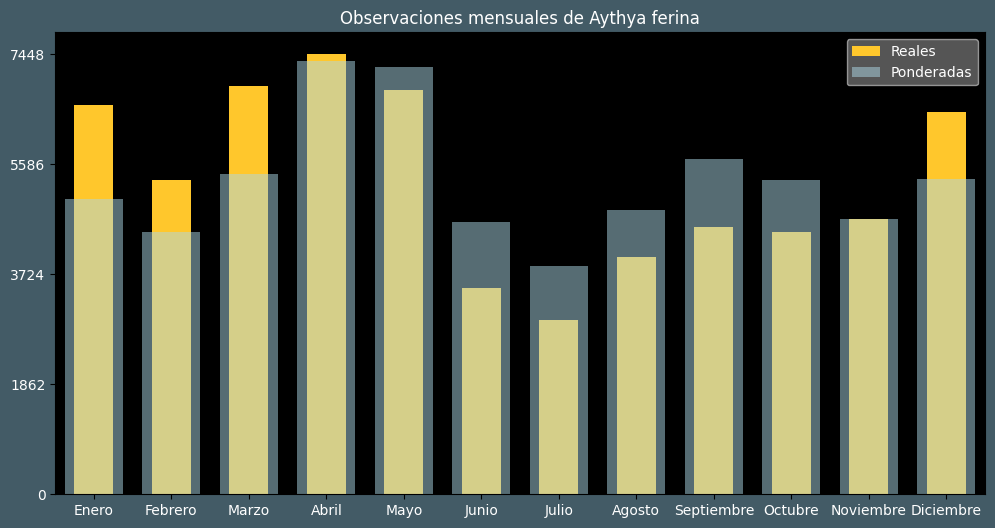 Observaciones mensuales de Aythya ferina
Reales
Ponderadas
7448
5586
3724
1862
0
Enero Febrero Marzo Abril Mayo Junio Julio Agosto Septiembre Octubre Noviembre Diciembre